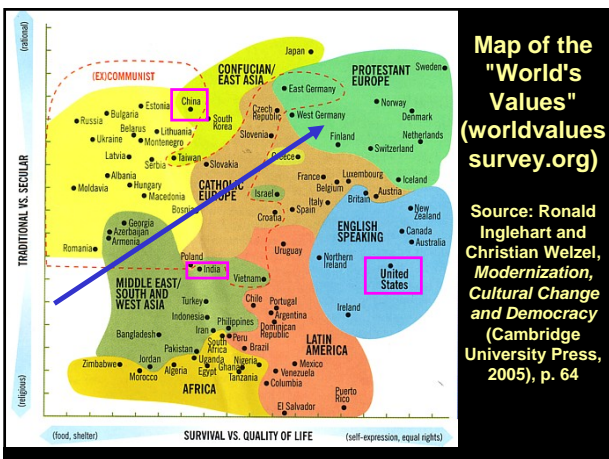 Map of the
"World's
Values"
(worldvalues
survey.org)
Source: Ronald
Inglehart and
Christian Welzel,
Modernization,
Cultural Change
and Democracy
(Cambridge
University Press,
2005), p. 64
(rational)
TRADITIONAL VS. SECULAR
(religious)
(EX)COMMUNIST
CONFUCIAN/
EAST ASIA
PROTESTANT
EUROPE
CATHOLIC
EUROPE
ENGLISH
SPEAKING
MIDDLE EAST/
SOUTH AND
WEST ASIA
LATIN
AMERICA
AFRICA
Japan
Sweden
East Germany
China
Estonia
Bulgaria
Russia
South
Korea
Czech
Republic
West Germany
Norway
Denmark
Belarus
Lithuania
Ukraine
Montenegro
Slovenia
Finland
Netherlands
Switzerland
Latvia
Serbia
Taiwan
Slovakia
Greece
Albania
Moldavia
Hungary
Macedonia
Bosnia
France
Luxembourg
Belgium
Iceland
Austria
Britain
Israel
Italy
Spain
Croatia
New
Zealand
Canada
Australia
Georgia
Azerbaijan
Armenia
Romania
Poland
India
Vietnam
Uruguay
Northern
Ireland
United
States
Ireland
Turkey
Indonesia
Chile
Portugal
Argentina
Dominican
Republic
Philippines
Iran
Peru
South
Africa
Brazil
Bangladesh
Pakistan
Jordan
Uganda
Nigeria
Zimbabwe
Morocco
Algeria
Egypt
Ghana
Tanzania
Mexico
Venezuela
Columbia
Puerto
Rico
El Salvador
(food, shelter)
SURVIVAL VS. QUALITY OF LIFE
(self-expression, equal rights)